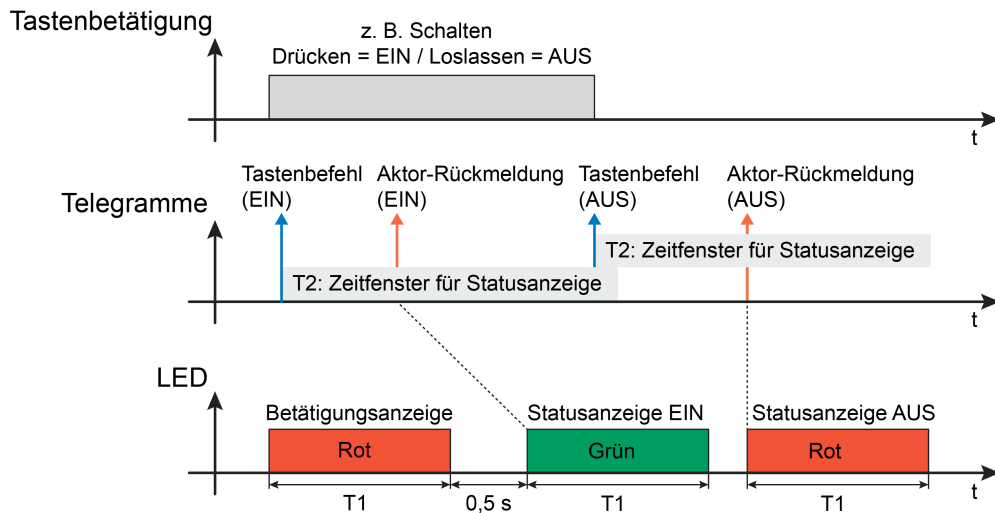 Tastenbetätigung
z. B. Schalten
Drücken = EIN / Loslassen = AUS
t
Telegramme
Tastenbefehl
(EIN)
Aktor-Rückmeldung
(EIN)
Tastenbefehl
(AUS)
Aktor-Rückmeldung
(AUS)
T2: Zeitfenster für Statusanzeige
T2: Zeitfenster für Statusanzeige
t
LED
Betätigungsanzeige
Statusanzeige EIN
Statusanzeige AUS
Rot
Grün
Rot
T1
0,5 s
T1
T1
t